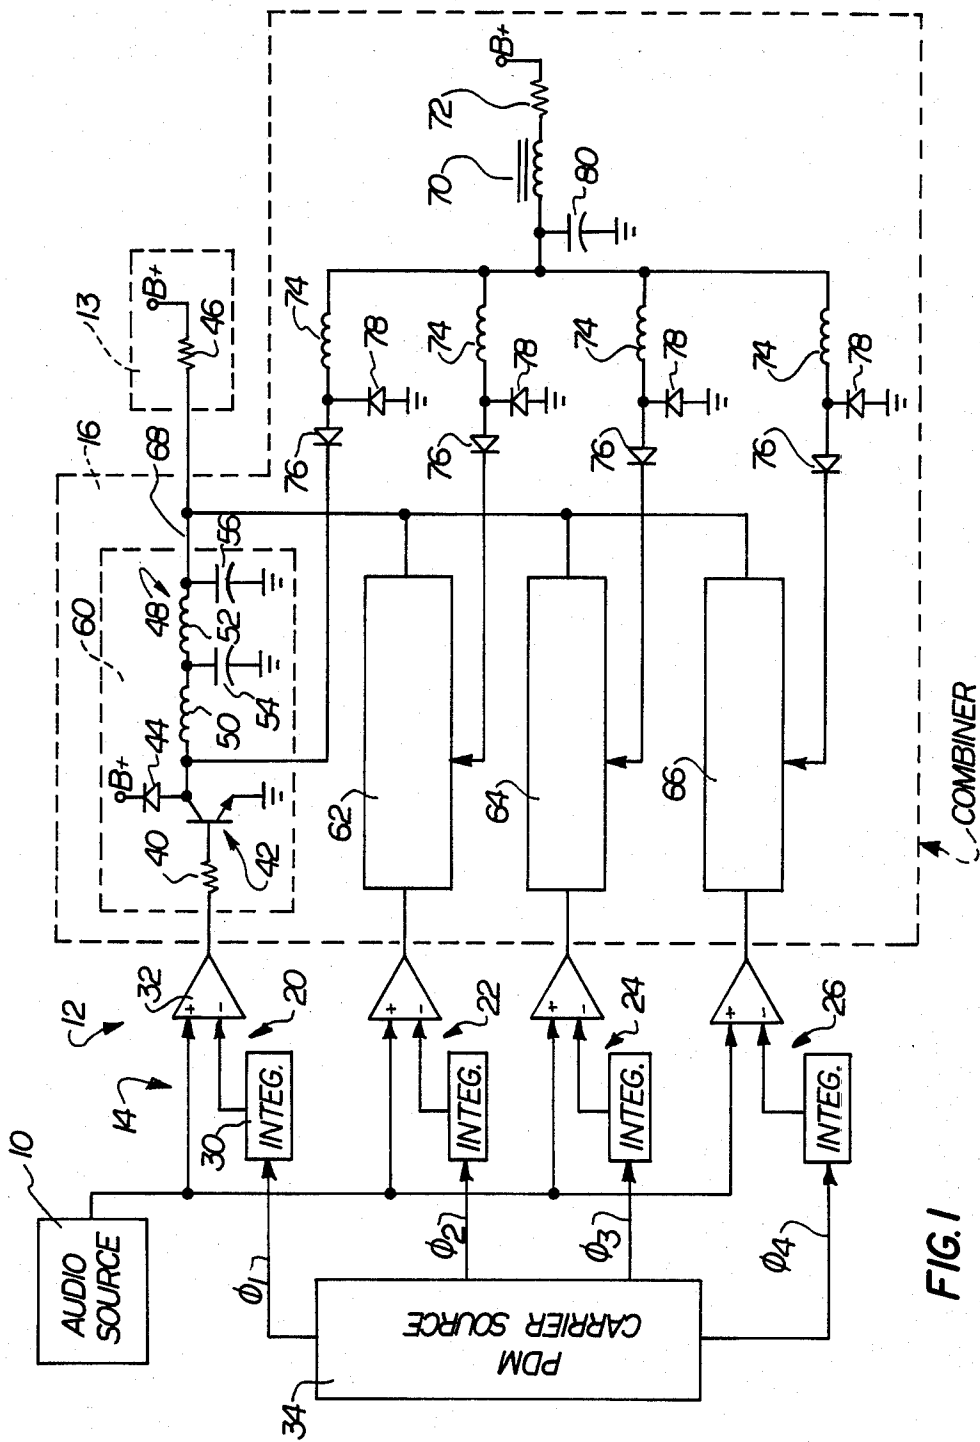 10
AUDIO
SOURCE
12
14
32
+
-
20
30
INTEG.
+
-
22
INTEG.
+
-
24
INTEG.
+
-
26
INTEG.
Φ1
Φ2
Φ3
Φ4
34
PDM
CARRIER SOURCE
16
60
40
42
B+
44
50
54
48
52
56
68
13
B+
46
62
64
66
76
78
74
76
78
74
76
78
74
76
78
74
80
70
72
B+
COMBINER
FIG. 1